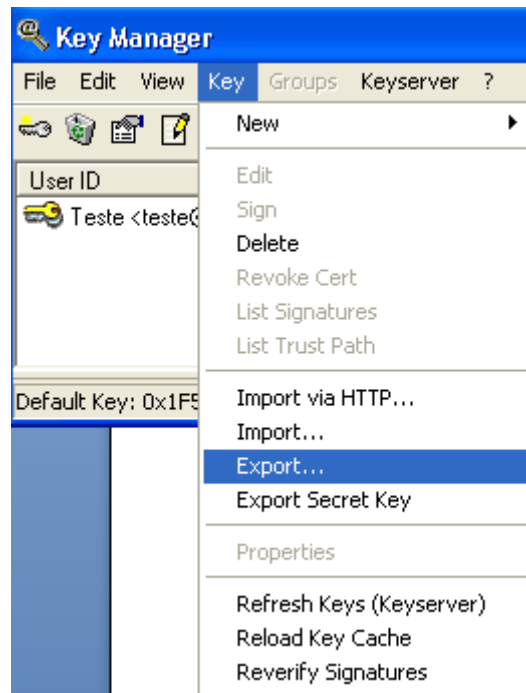 Key Manager
File Edit View Key Groups Keyserver ?
User ID
Teste <teste
Default Key: 0x1F5
New
Edit
Sign
Delete
Revoke Cert
List Signatures
List Trust Path
Import via HTTP...
Import...
Export...
Export Secret Key
Properties
Refresh Keys (Keyserver)
Reload Key Cache
Reverify Signatures